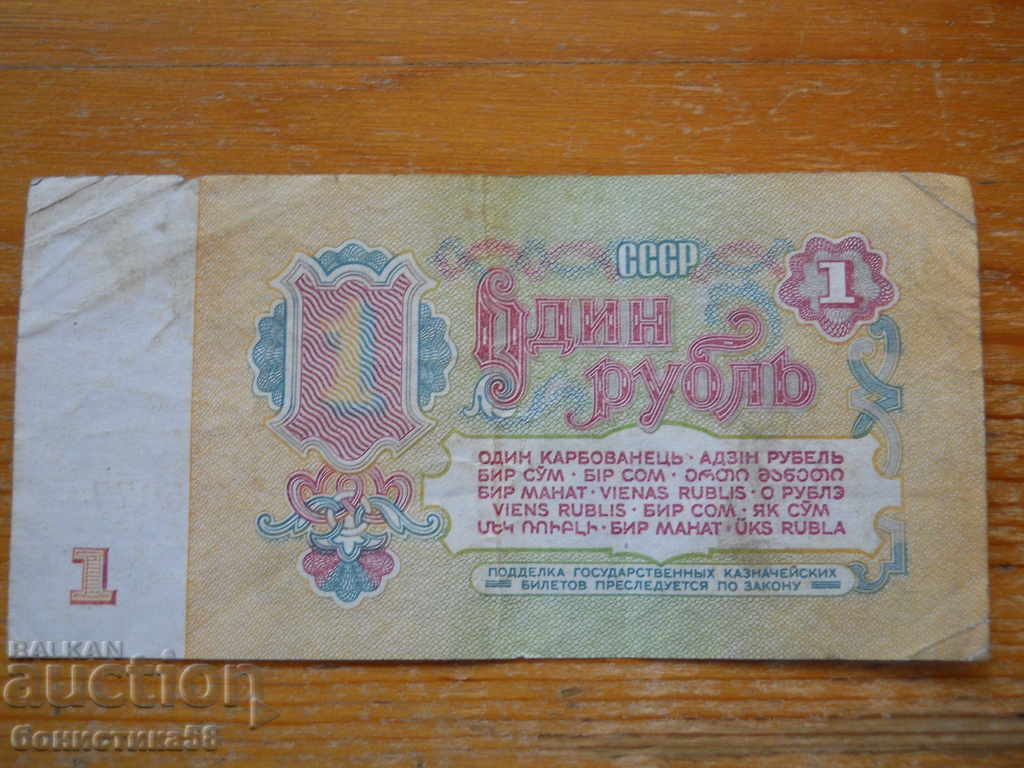 СССР
1
1
Один
рубль
ОДИН КАРБОВАНЕЦЬ · АДЗІН РУБЕЛЬ
БИР СЎМ · БІР СОМ · ᲔᲠᲗᲘ ᲛᲐᲜᲔᲗᲘ
БИР МАНАТ · VIENAS RUBLIS · О РУБЛЭ
VIENS RUBLIS · БИР СОМ · ЯК СЎМ
ՄԵԿ ՌՈՒԲԼԻ · БИР МАНАТ · ÜKS RUBLA
ПОДДЕЛКА ГОСУДАРСТВЕННЫХ КАЗНАЧЕЙСКИХ
БИЛЕТОВ ПРЕСЛЕДУЕТСЯ ПО ЗАКОНУ
1
BALKAN
auction
бонистика58